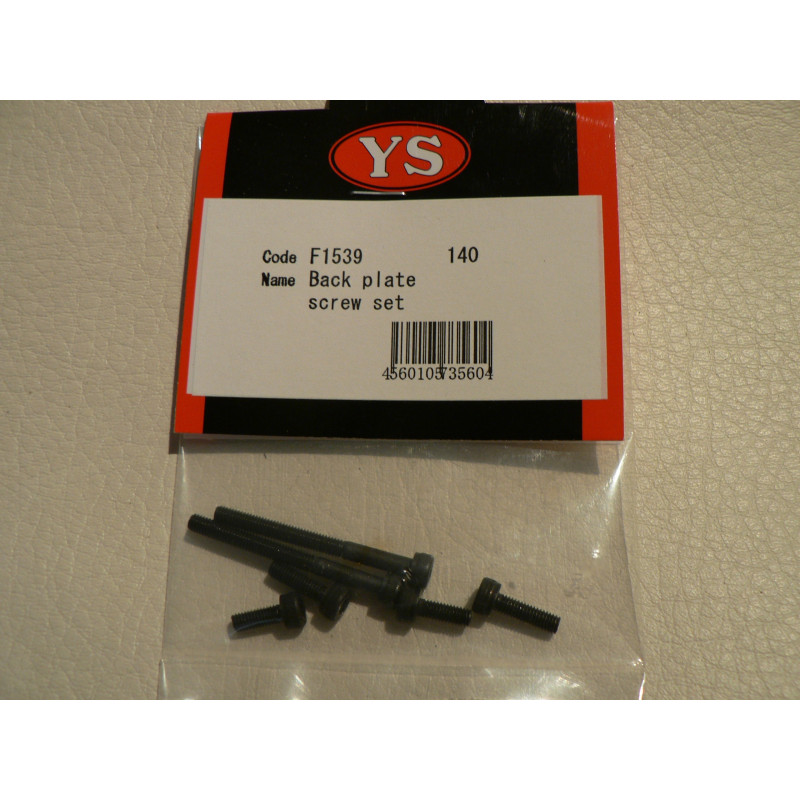 YS
Code F1539 140
Name Back plate
screw set
4560105735604